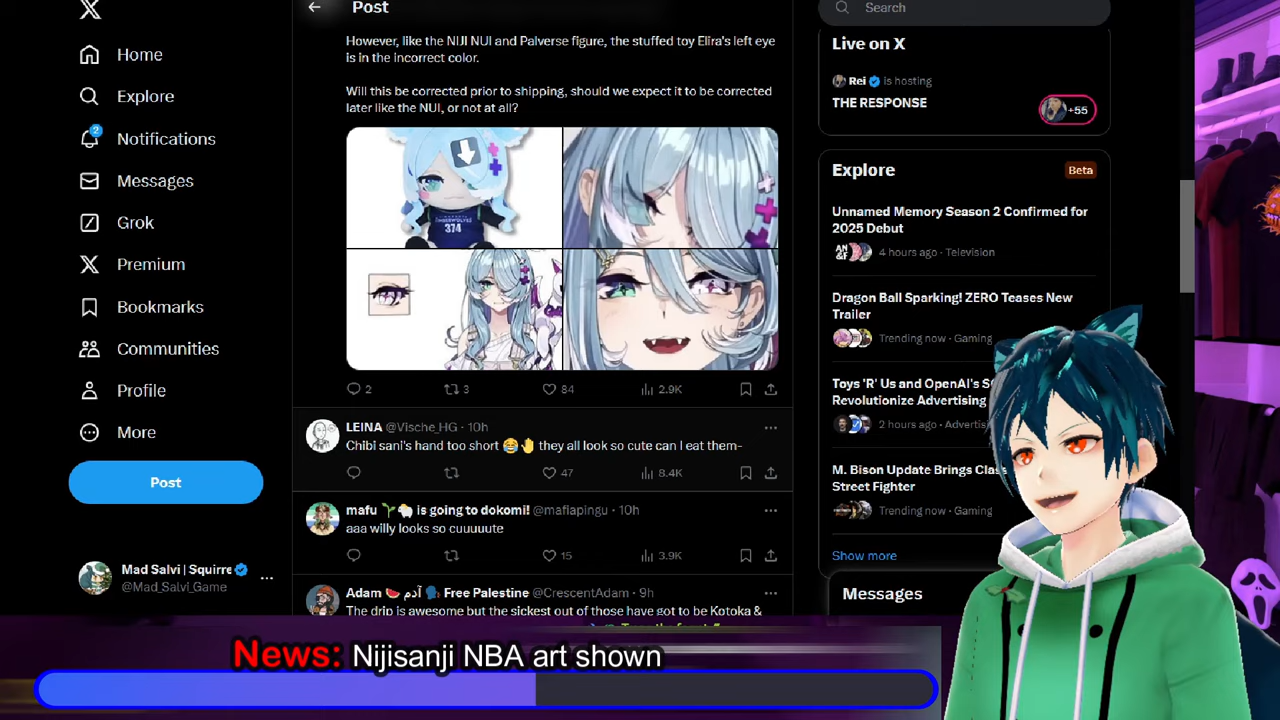 Post
Search
Home
Explore
2
Notifications
Messages
Grok
Premium
Bookmarks
Communities
Profile
More
Post
Mad Salvi | Squirre
@Mad_Salvi_Game
However, like the NIJI NUI and Palverse figure, the stuffed toy Elira's left eye
is in the incorrect color.
Will this be corrected prior to shipping, should we expect it to be corrected
later like the NUI, or not at all?
374
2 3 84 2.9K
LEINA @Vische_HG · 10h
Chibi sani's hand too short 😂🤚 they all look so cute can I eat them-
47 8.4K
mafu 🌱🐑 is going to dokomi! @mafiapingu · 10h
aaa willy looks so cuuuuute
15 3.9K
Adam 🍉 آدم 🗣️ Free Palestine @CrescentAdam · 9h
The drip is awesome but the sickest out of those have got to be Kotoka &
Live on X
Rei is hosting
THE RESPONSE
+55
Explore
Beta
Unnamed Memory Season 2 Confirmed for
2025 Debut
4 hours ago · Television
Dragon Ball Sparking! ZERO Teases New
Trailer
Trending now · Gaming
Toys 'R' Us and OpenAI's
Revolutionize Advertising
2 hours ago ·
M. Bison Update Brings
Street Fighter
Trending now · Gaming
Show more
Messages
News: Nijisanji NBA art shown